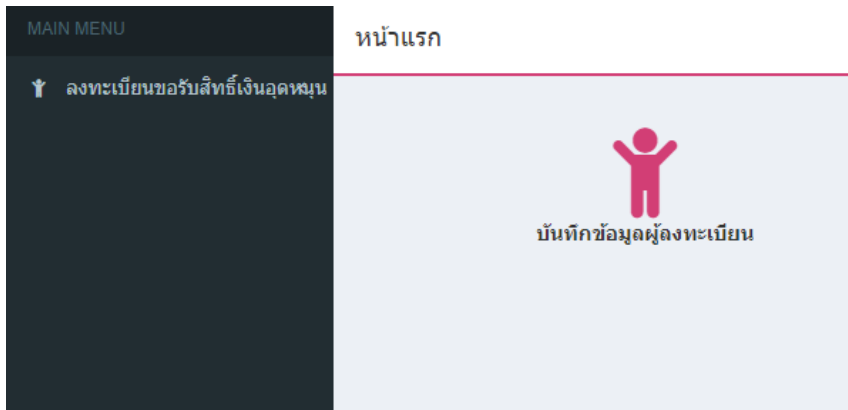 MAIN MENU
หน้าแรก
ลงทะเบียนขอรับสิทธิ์เงินอุดหนุน
บันทึกข้อมูลผู้ลงทะเบียน